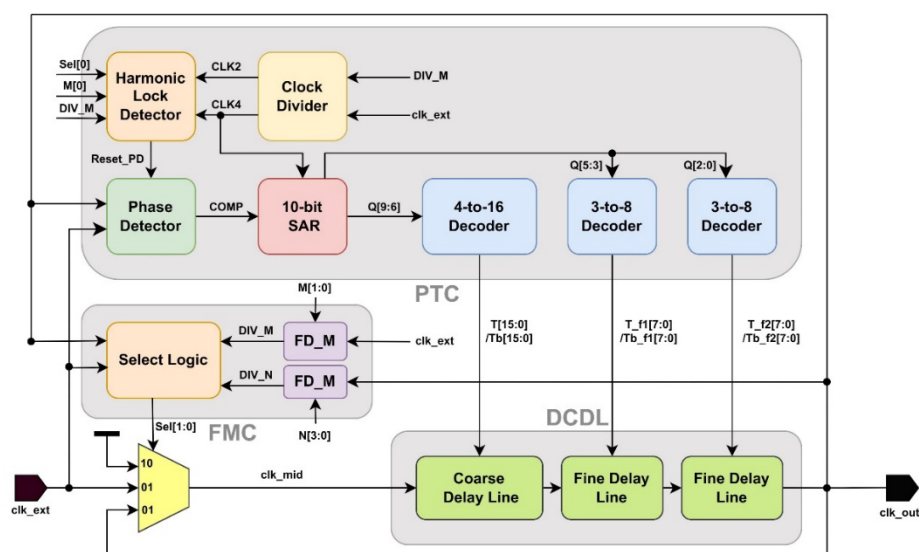 Sel[0]
M[0]
DIV_M
Harmonic
Lock
Detector
CLK2
CLK4
Clock
Divider
DIV_M
clk_ext
Reset_PD
Q[5:3]
Q[2:0]
Phase
Detector
COMP
10-bit
SAR
Q[9:6]
4-to-16
Decoder
3-to-8
Decoder
3-to-8
Decoder
PTC
M[1:0]
T[15:0]
/Tb[15:0]
T_f1[7:0]
/Tb_f1[7:0]
T_f2[7:0]
/Tb_f2[7:0]
Select Logic
DIV_M
FD_M
clk_ext
DIV_N
FD_M
Sel[1:0]
FMC
N[3:0]
DCDL
10
01
01
clk_ext
clk_mid
Coarse
Delay Line
Fine Delay
Line
Fine Delay
Line
clk_out